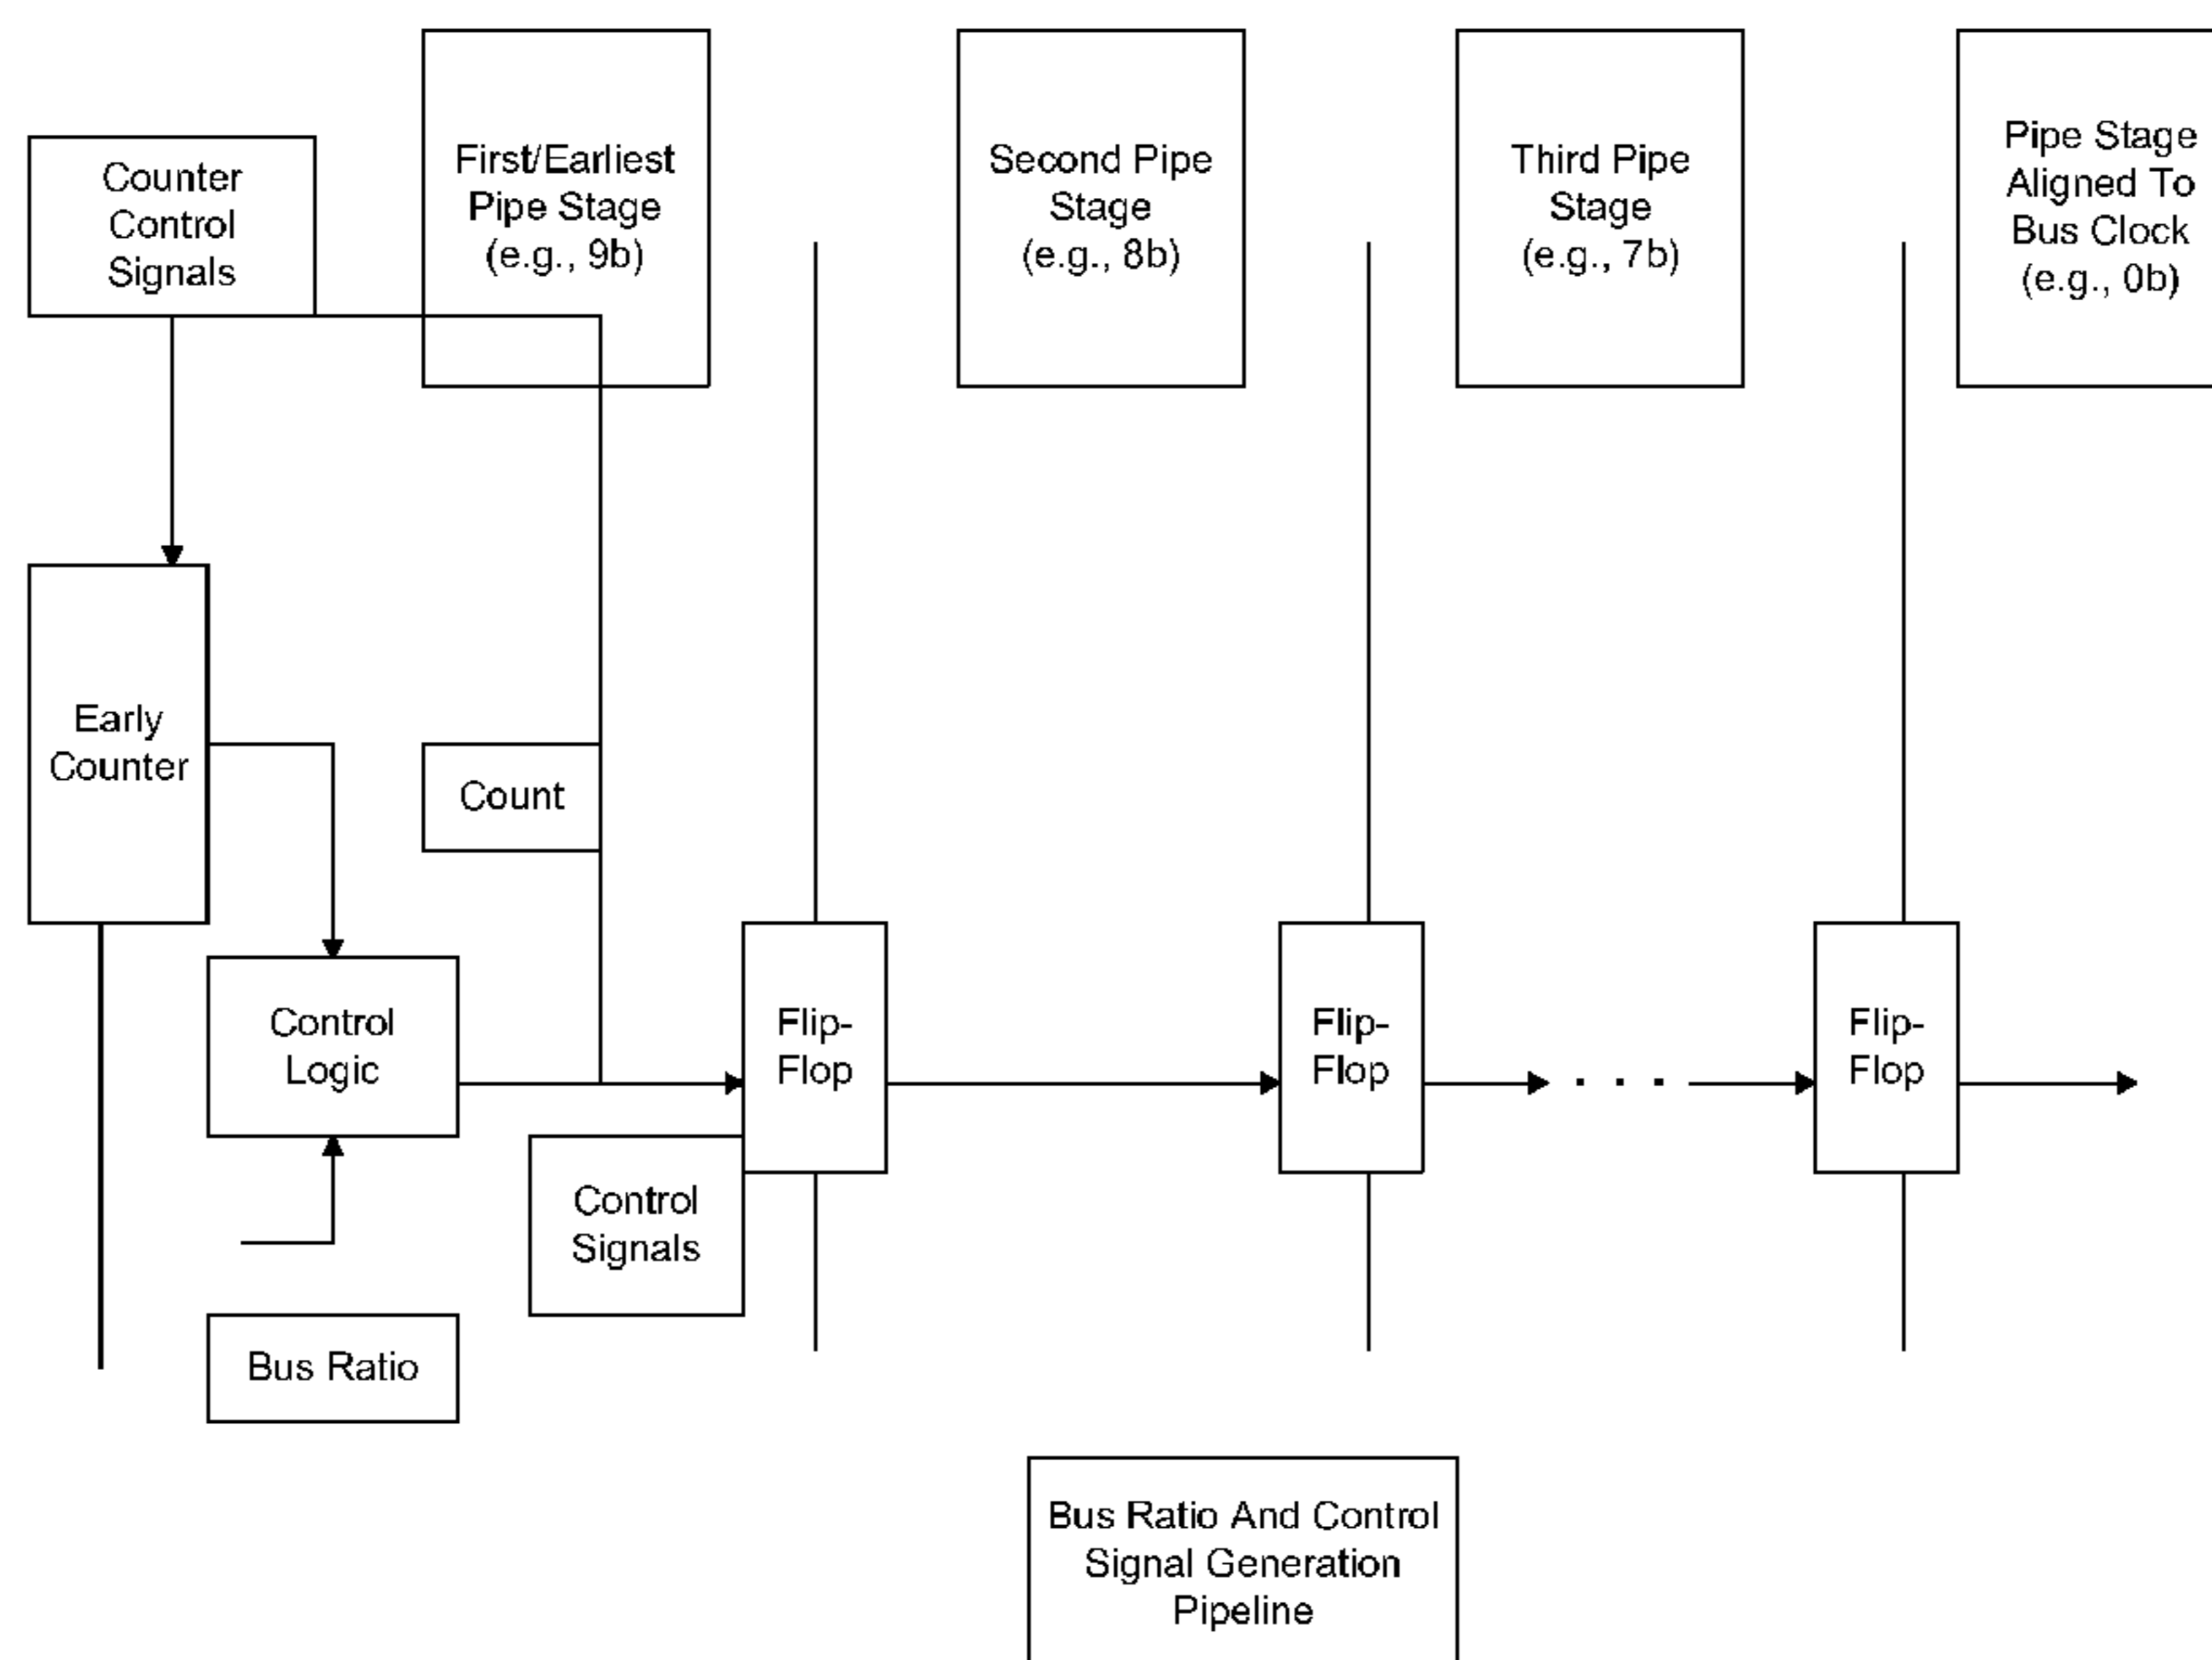 Counter
Control
Signals
First/Earliest
Pipe Stage
(e.g., 9b)
Second Pipe
Stage
(e.g., 8b)
Third Pipe
Stage
(e.g., 7b)
Pipe Stage
Aligned To
Bus Clock
(e.g., 0b)
Early
Counter
Count
Control
Logic
Flip-
Flop
Flip-
Flop
. . .
Flip-
Flop
Control
Signals
Bus Ratio
Bus Ratio And Control
Signal Generation
Pipeline